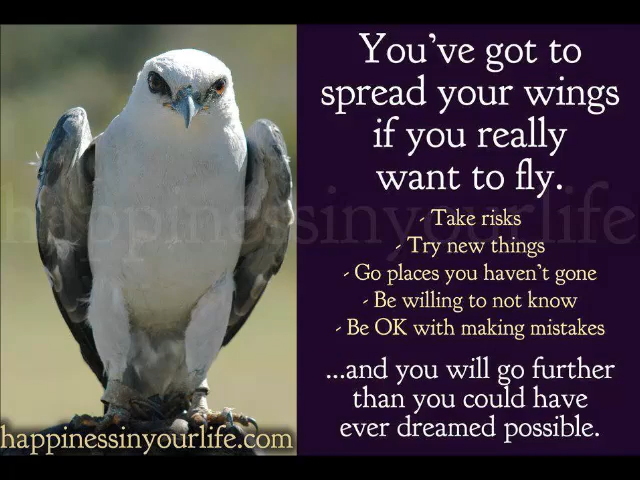 You've got to
spread your wings
if you really
want to fly.
- Take risks
- Try new things
- Go places you haven't gone
- Be willing to not know
- Be OK with making mistakes
...and you will go further
than you could have
ever dreamed possible.
happinessinyourlife
happinessinyourlife.com